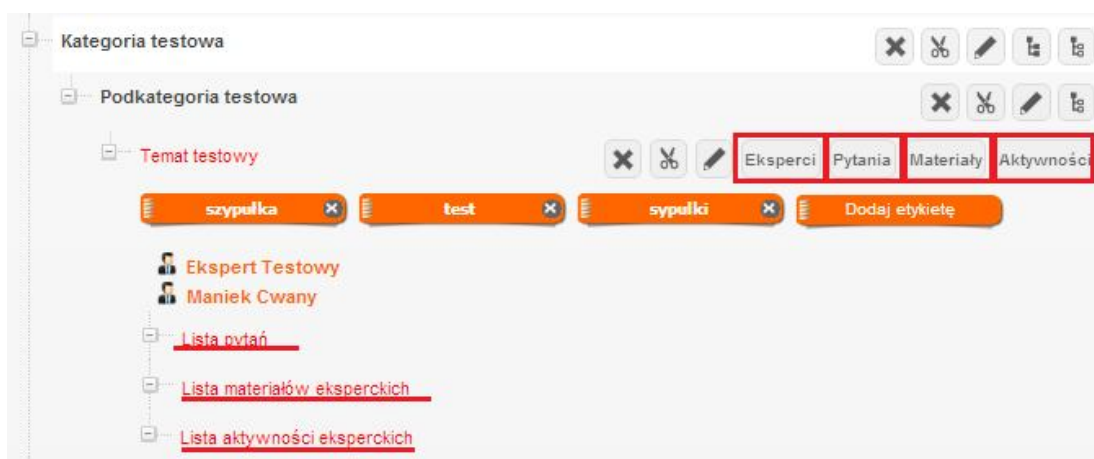 Kategoria testowa
Podkategoria testowa
Temat testowy Eksperci Pytania Materiały Aktywności
szypułka test sypulki Dodaj etykietę
Ekspert Testowy
Maniek Cwany
Lista pytań
Lista materiałów eksperckich
Lista aktywności eksperckich